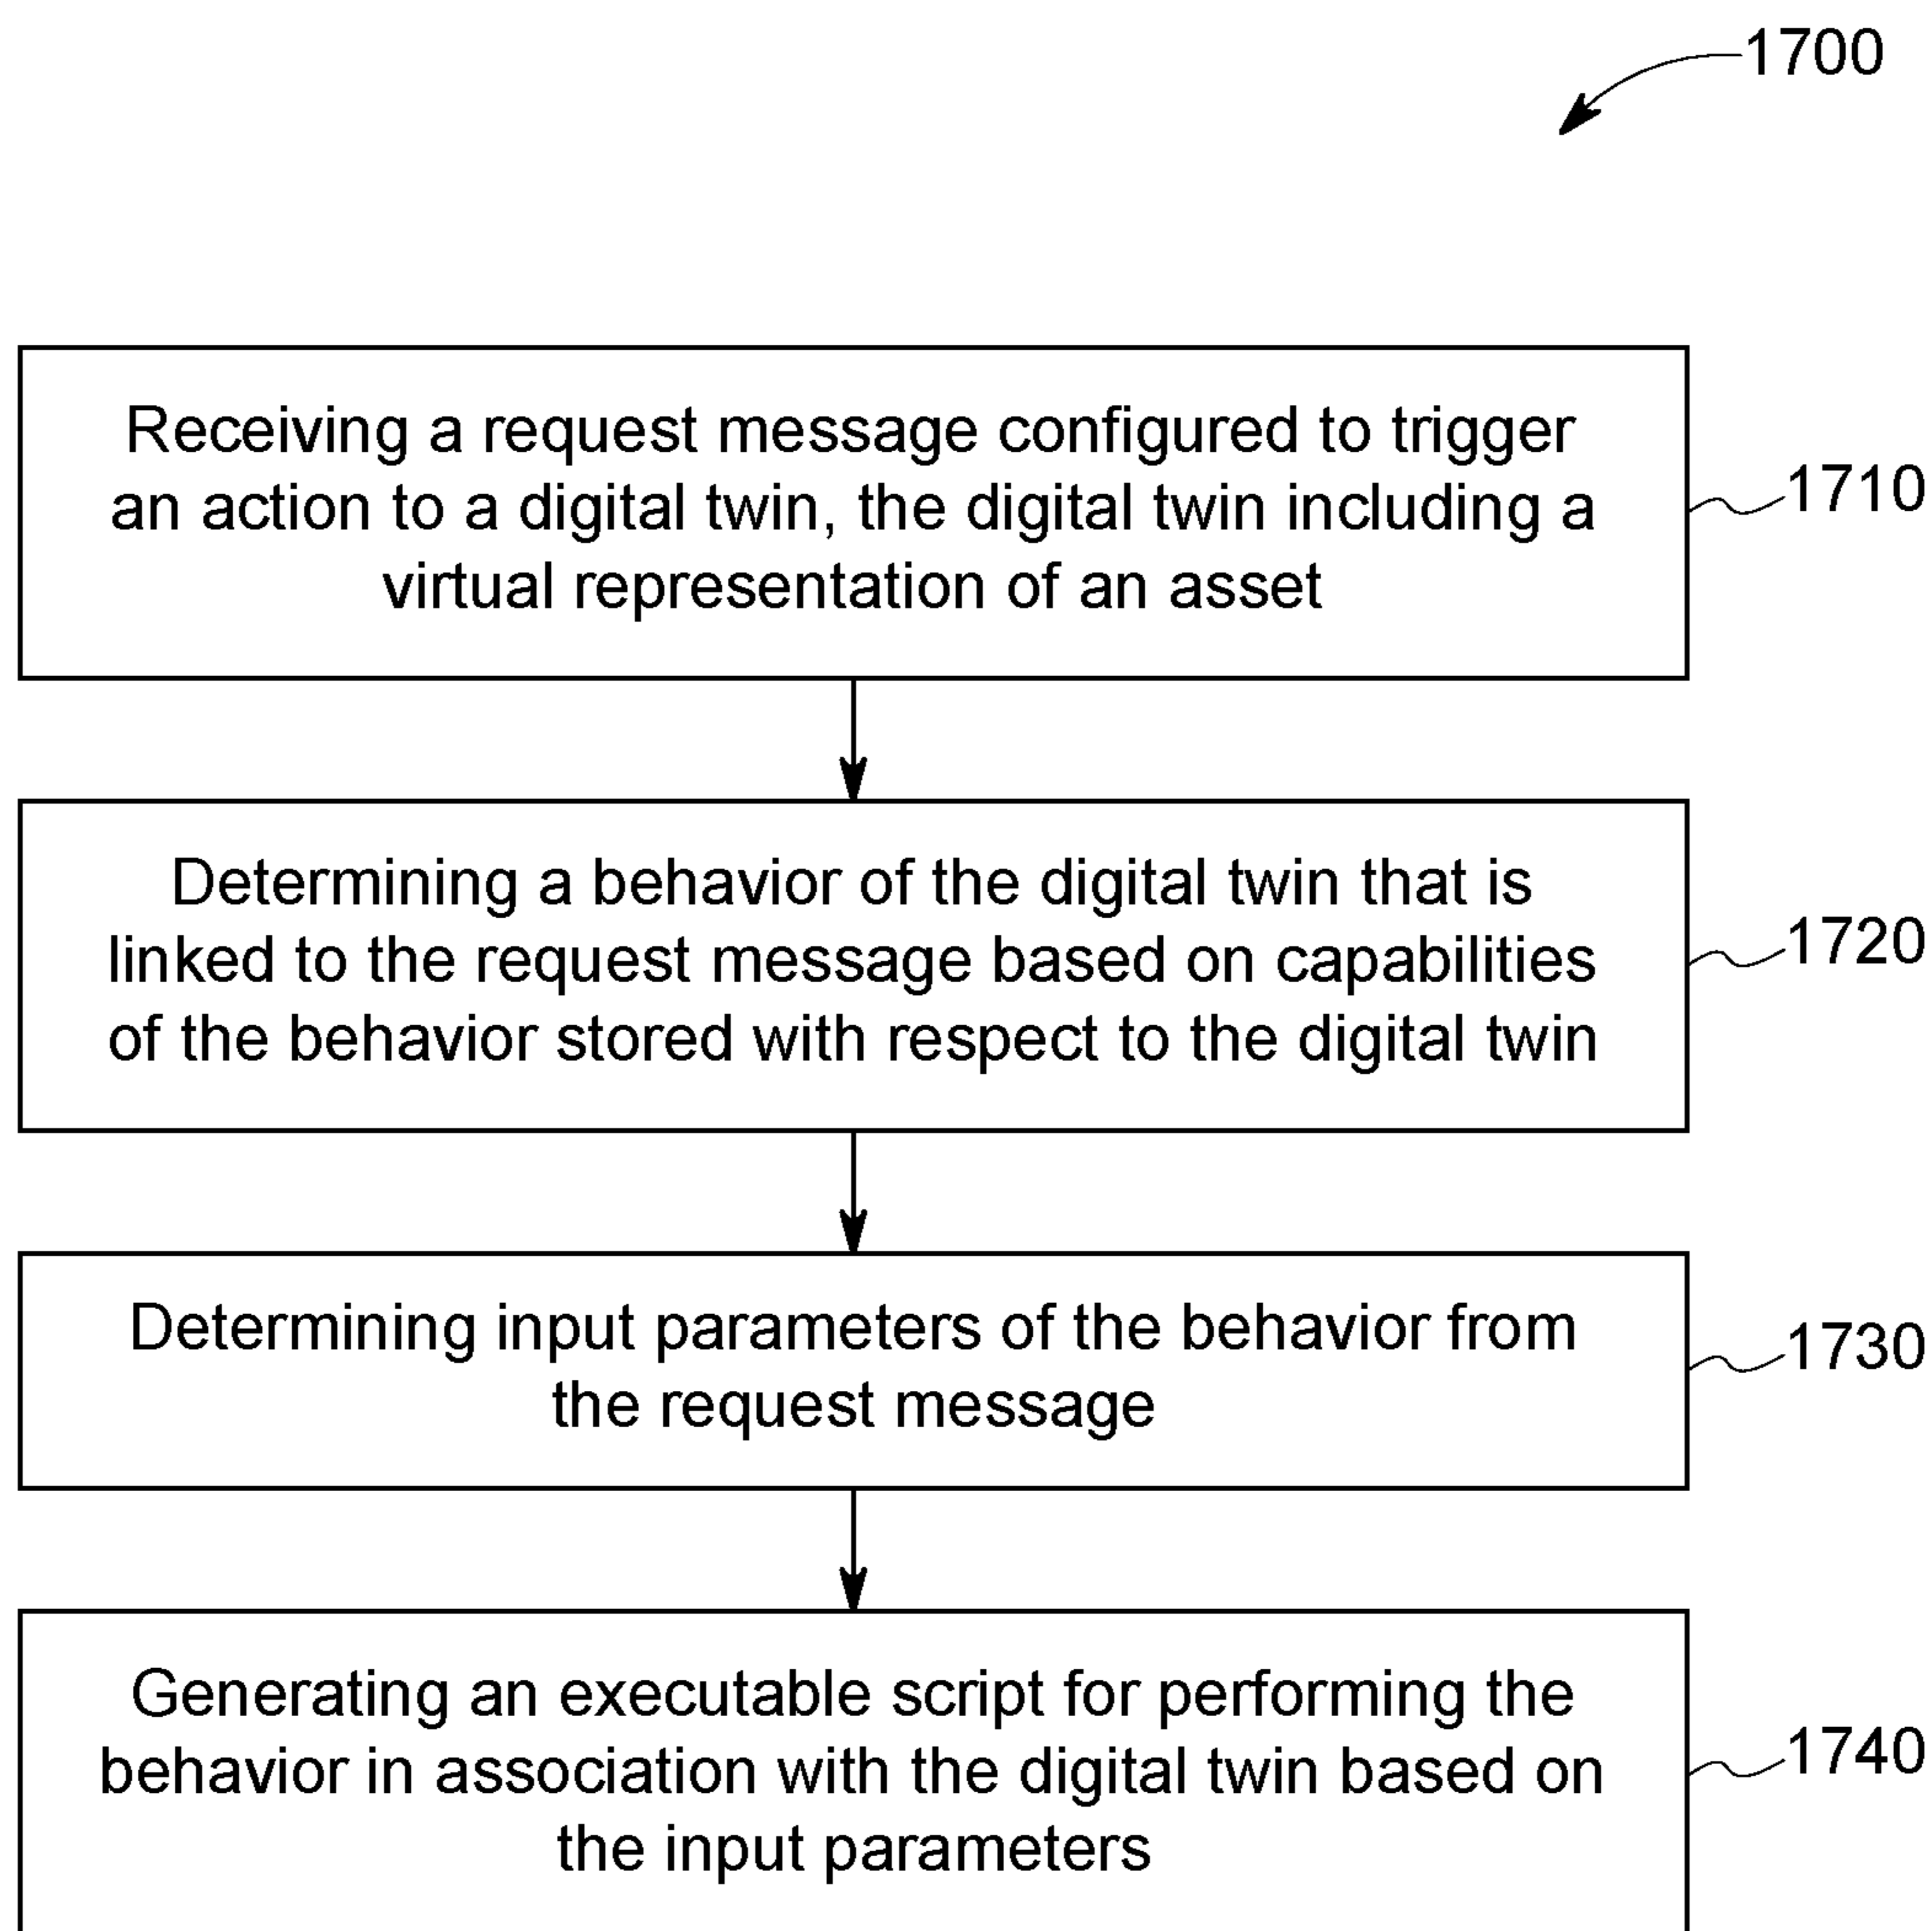 1700
Receiving a request message configured to trigger
an action to a digital twin, the digital twin including a
virtual representation of an asset
1710
Determining a behavior of the digital twin that is
linked to the request message based on capabilities
of the behavior stored with respect to the digital twin
1720
Determining input parameters of the behavior from
the request message
1730
Generating an executable script for performing the
behavior in association with the digital twin based on
the input parameters
1740